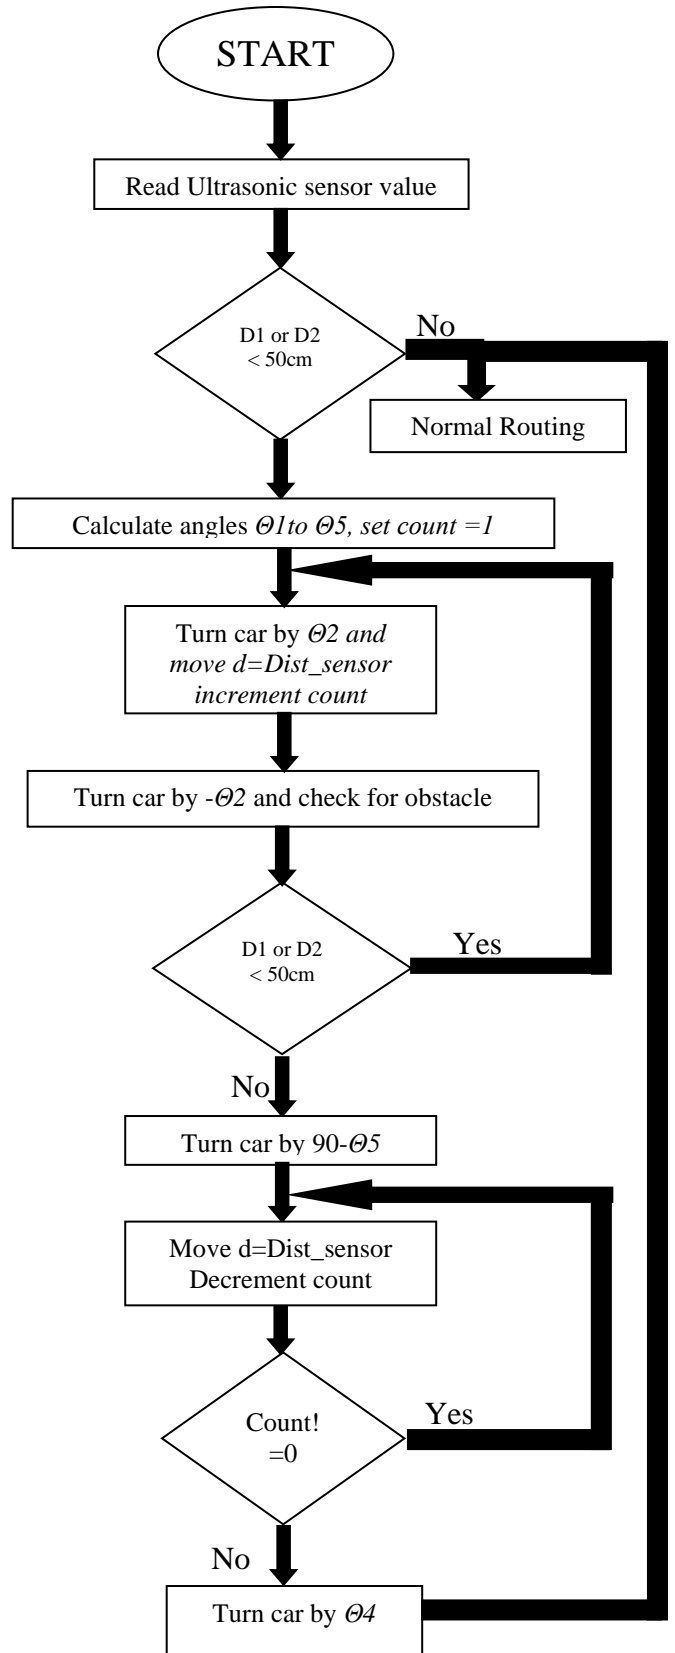 START
Read Ultrasonic sensor value
D1 or D2
< 50cm
No
Normal Routing
Calculate angles Θ1to Θ5, set count =1
Turn car by Θ2 and
move d=Dist_sensor
increment count
Turn car by -Θ2 and check for obstacle
D1 or D2
< 50cm
Yes
No
Turn car by 90-Θ5
Move d=Dist_sensor
Decrement count
Count!
=0
Yes
No
Turn car by Θ4